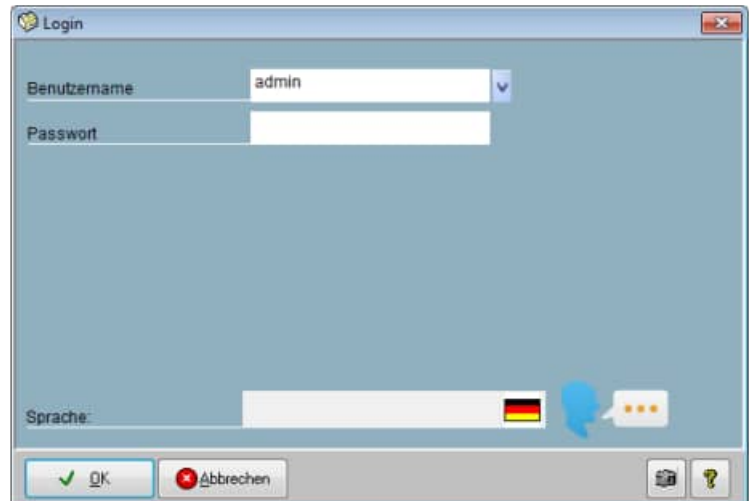 Login
Benutzername
admin
Passwort
Sprache:
OK
Abbrechen